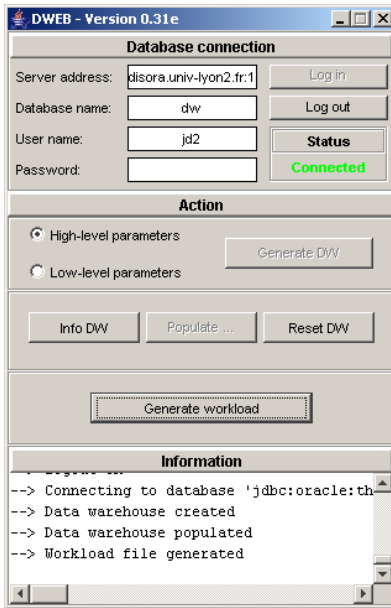 DWEB - Version 0.31e
Database connection
Server address: disora.univ-lyon2.fr:1 Log in
Database name: dw Log out
User name: jd2 Status
Password: Connected
Action
High-level parameters
Generate DW
Low-level parameters
Info DW Populate ... Reset DW
Generate workload
Information
--> Connecting to database 'jdbc:oracle:th
--> Data warehouse created
--> Data warehouse populated
--> Workload file generated